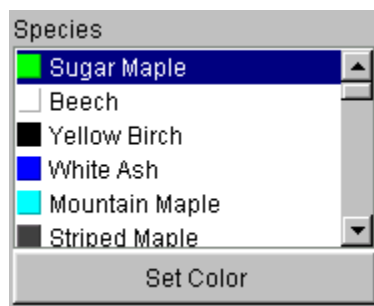 Species
Sugar Maple
Beech
Yellow Birch
White Ash
Mountain Maple
Striped Maple
Set Color